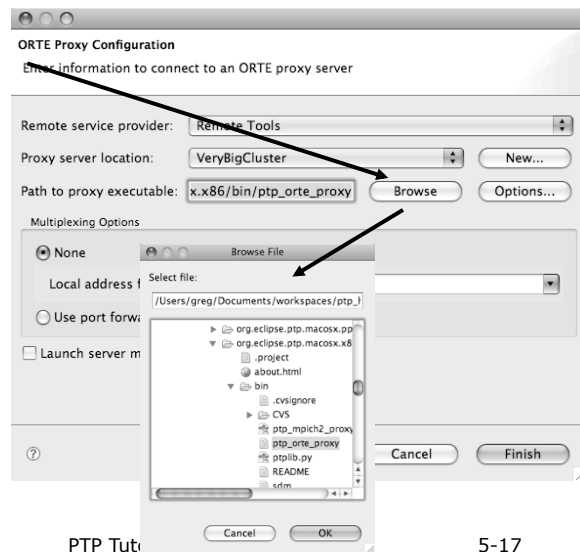 ORTE Proxy Configuration
Enter information to connect to an ORTE proxy server
Remote service provider: Remote Tools
Proxy server location: VeryBigCluster New...
Path to proxy executable: x.x86/bin/ptp_orte_proxy Browse Options...
Multiplexing Options
None
Local address f
Use port forwa
Launch server m
Browse File
Select file:
/Users/greg/Documents/workspaces/ptp_h
org.eclipse.ptp.macosx.pp
org.eclipse.ptp.macosx.x8
.project
about.html
bin
.cvsignore
CVS
ptp_mpich2_proxy
ptp_orte_proxy
ptplib.py
README
sdm
Cancel OK
? Cancel Finish
PTP Tut 5-17